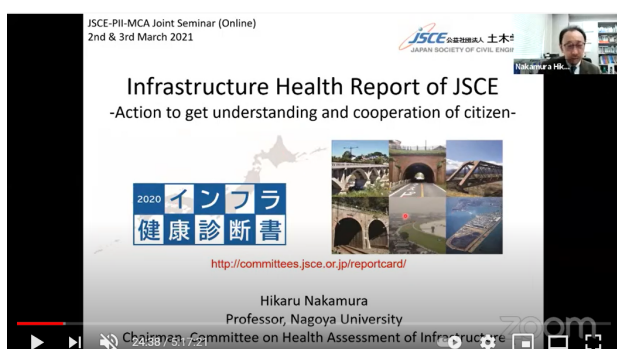 JSCE-PII-MCA Joint Seminar (Online)
2nd & 3rd March 2021
JSCE 公益社団法人 土木
JAPAN SOCIETY OF CIVIL ENGI
Nakamura Hik...
Infrastructure Health Report of JSCE
-Action to get understanding and cooperation of citizen-
2020 インフラ
健康診断書
http://committees.jsce.or.jp/reportcard/
Hikaru Nakamura
Professor, Nagoya University
Chairman, Committee on Health Assessment of Infrastructure
24:38 / 5:17:21
zoom